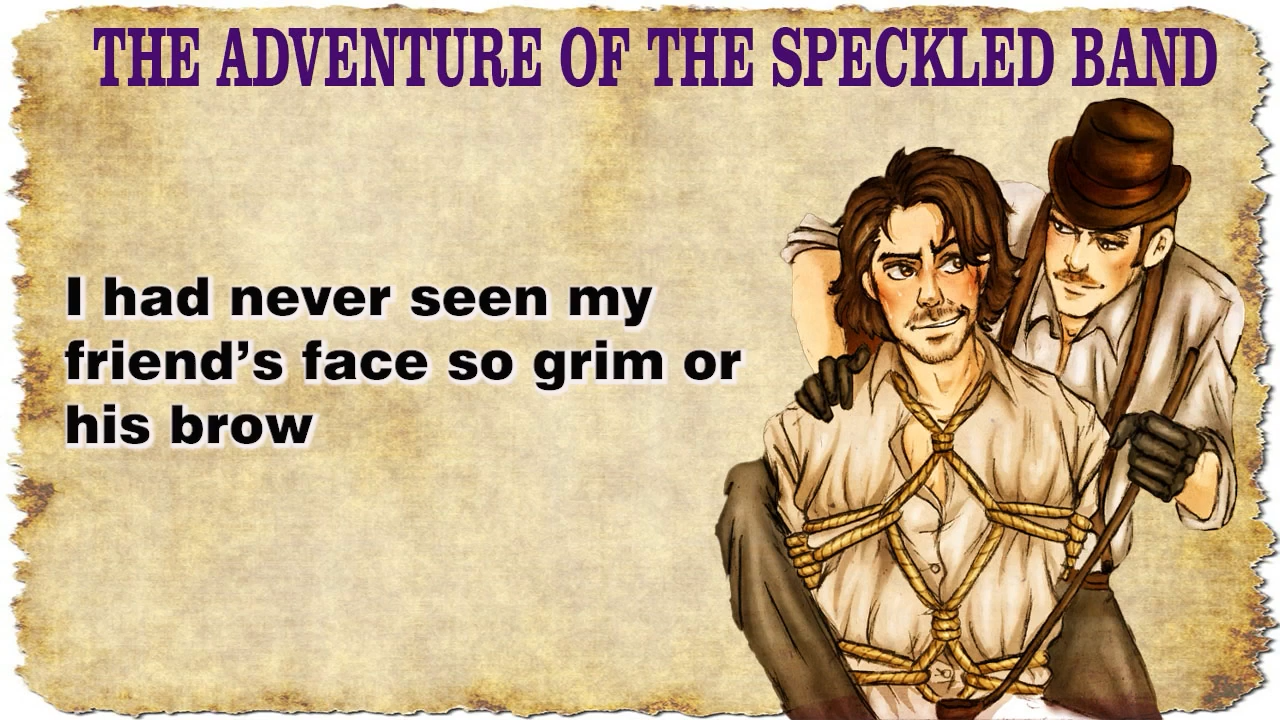 THE ADVENTURE OF THE SPECKLED BAND
I had never seen my
friend’s face so grim or
his brow